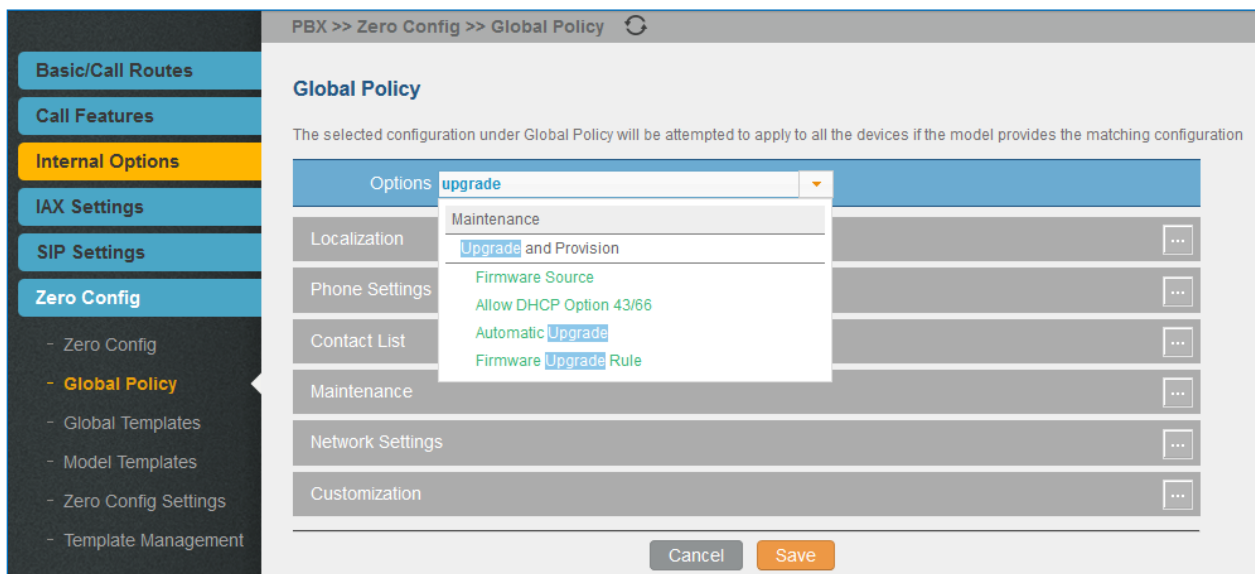 PBX >> Zero Config >> Global Policy
Basic/Call Routes
Call Features
Internal Options
IAX Settings
SIP Settings
Zero Config
- Zero Config
- Global Policy
- Global Templates
- Model Templates
- Zero Config Settings
- Template Management
Global Policy
The selected configuration under Global Policy will be attempted to apply to all the devices if the model provides the matching configuration
Options upgrade
Maintenance
Upgrade and Provision
Firmware Source
Allow DHCP Option 43/66
Automatic Upgrade
Firmware Upgrade Rule
Localization ...
Phone Settings ...
Contact List ...
Maintenance ...
Network Settings ...
Customization ...
Cancel Save